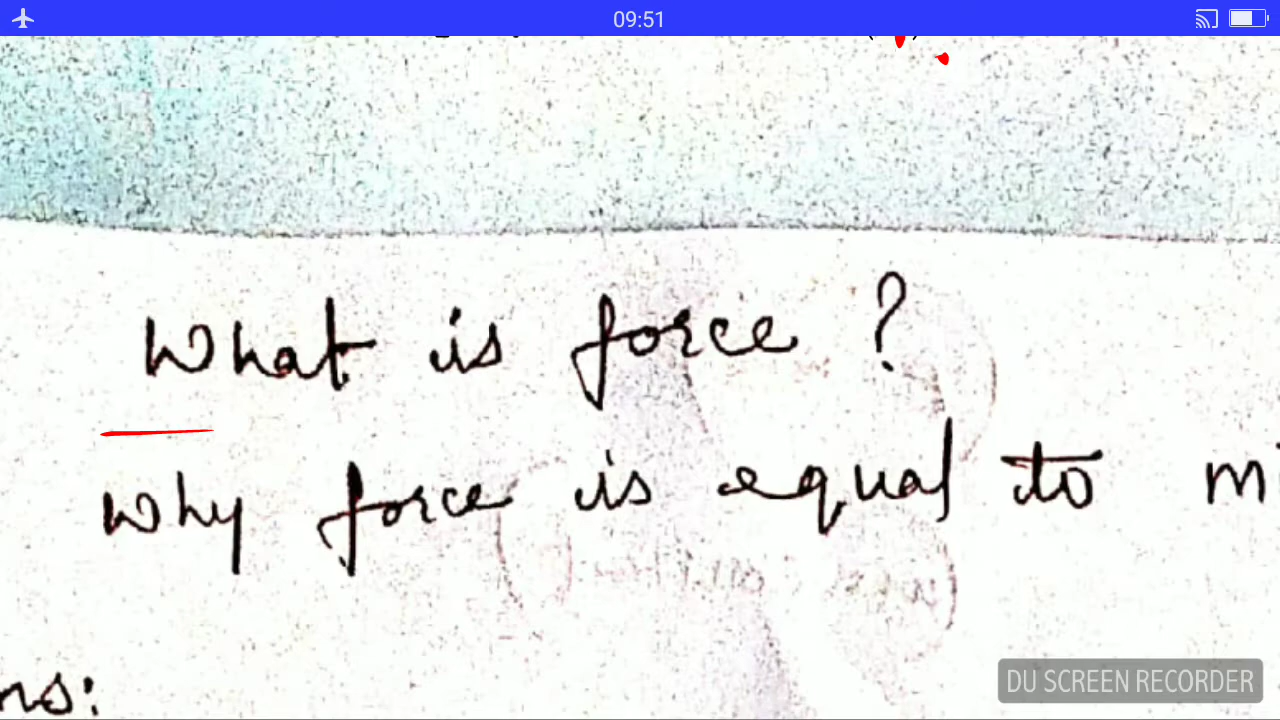 09:51
What is force ?
Why force is equal to m
ns:
DU SCREEN RECORDER